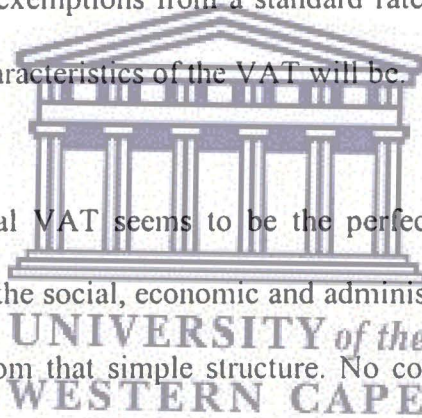 exemptions from a standard rate
aracteristics of the VAT will be.
al VAT seems to be the perfec
the social, economic and adminis
UNIVERSITY of the
om that simple structure. No co
WESTERN CAPE